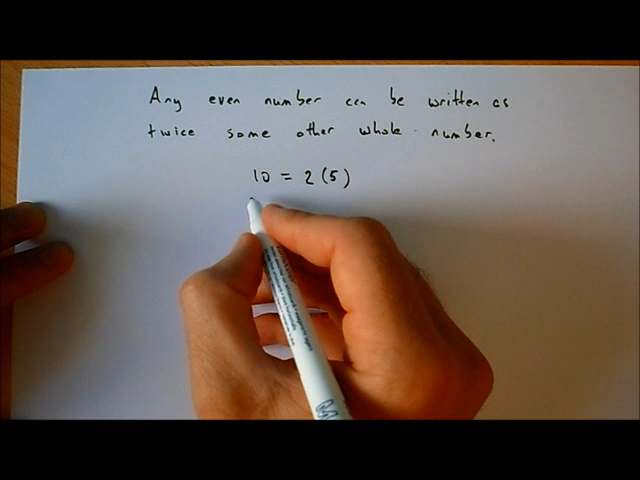 Any even number can be written as
twice some other whole number.
10 = 2 (5)